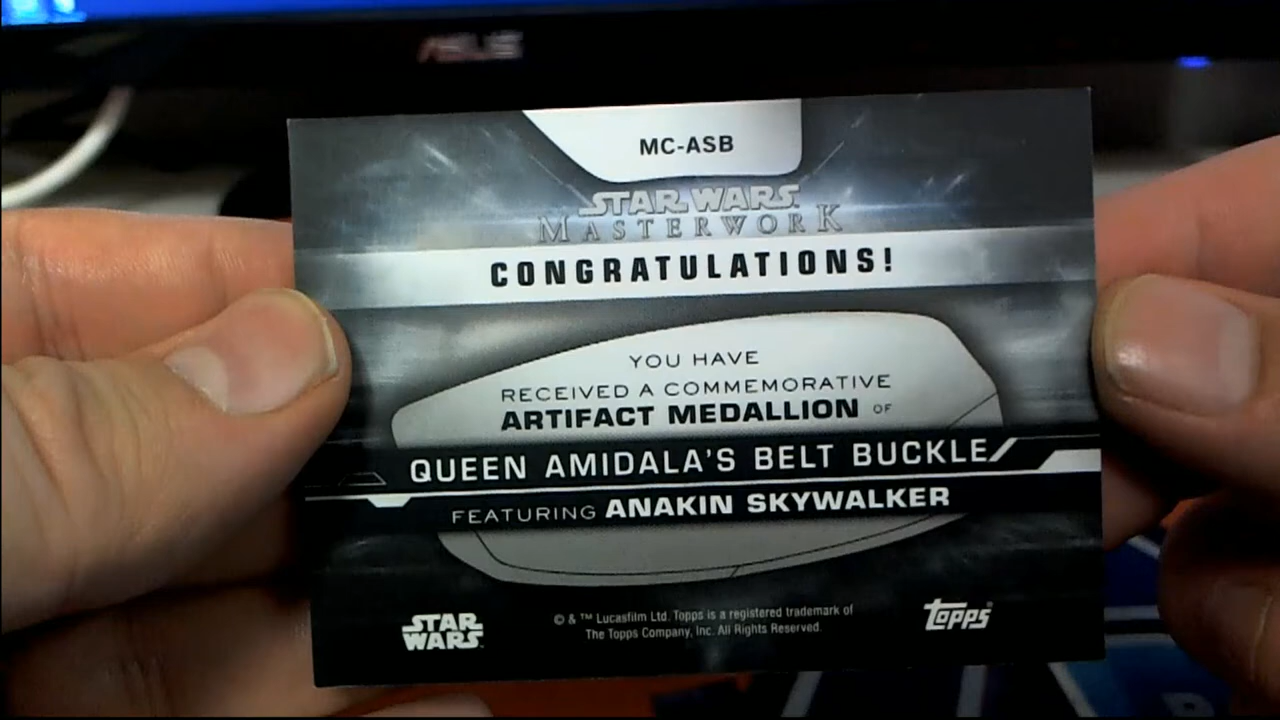 ASUS
MC-ASB
STAR WARS
MASTERWORK
CONGRATULATIONS!
YOU HAVE
RECEIVED A COMMEMORATIVE
ARTIFACT MEDALLION OF
QUEEN AMIDALA'S BELT BUCKLE
FEATURING ANAKIN SKYWALKER
STAR
WARS
© & ™ Lucasfilm Ltd. Topps is a registered trademark of
The Topps Company, Inc. All Rights Reserved.
Topps®